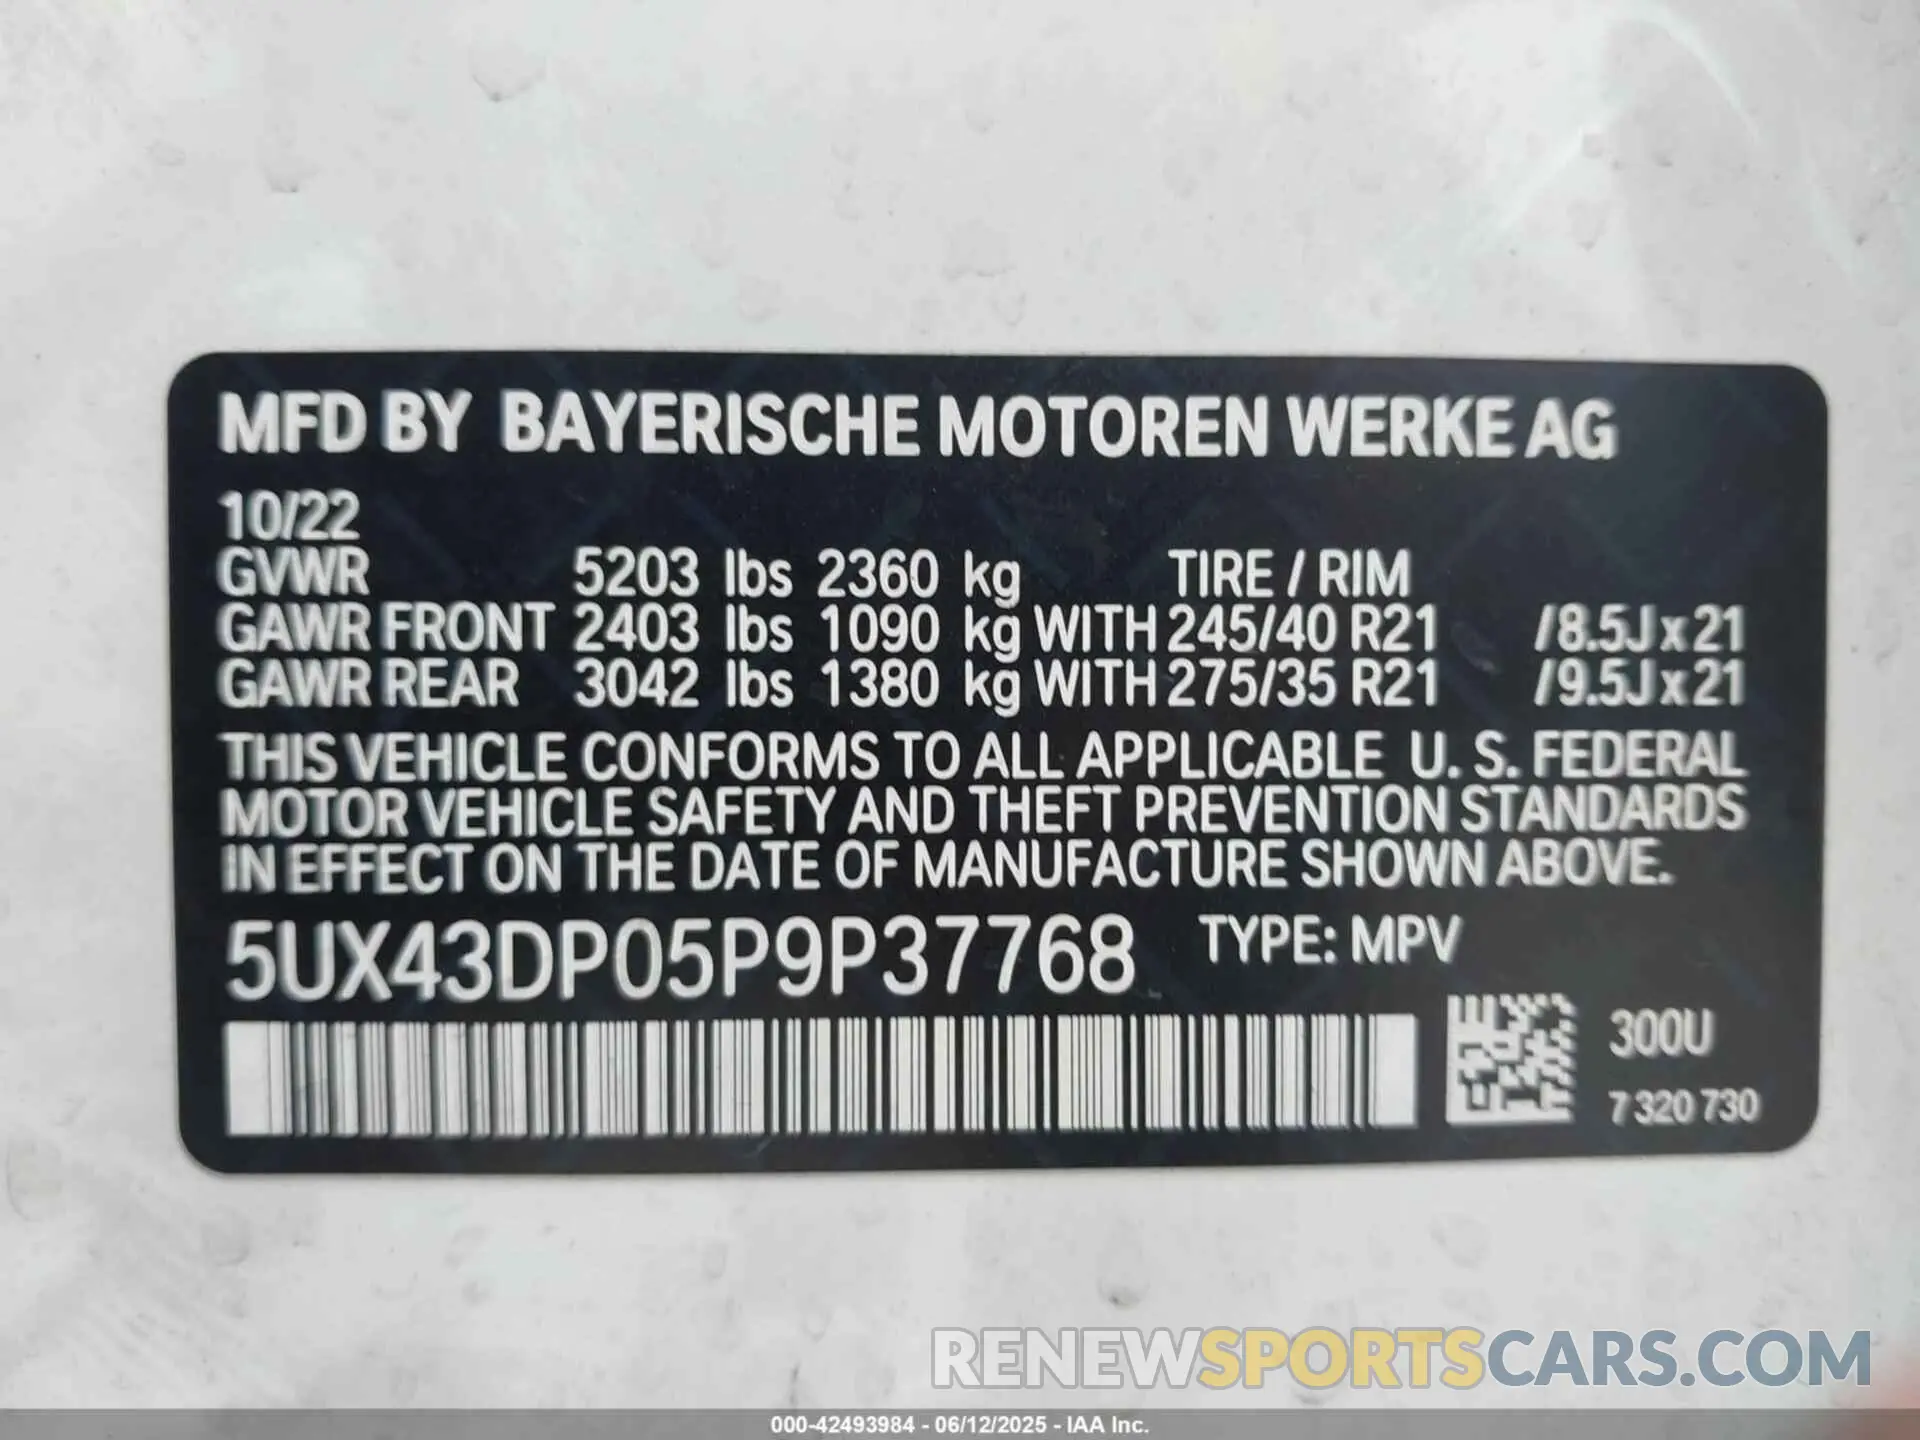 MFD BY BAYERISCHE MOTOREN WERKE AG
10/22
GVWR 5203 lbs 2360 kg TIRE / RIM
GAWR FRONT 2403 lbs 1090 kg WITH 245/40 R21 /8.5J x 21
GAWR REAR 3042 lbs 1380 kg WITH 275/35 R21 /9.5J x 21
THIS VEHICLE CONFORMS TO ALL APPLICABLE U. S. FEDERAL
MOTOR VEHICLE SAFETY AND THEFT PREVENTION STANDARDS
IN EFFECT ON THE DATE OF MANUFACTURE SHOWN ABOVE.
5UX43DP05P9P37768 TYPE: MPV
300U
7 320 730
RENEWSPORTSCARS.COM
000-42493984 - 06/12/2025 - IAA Inc.